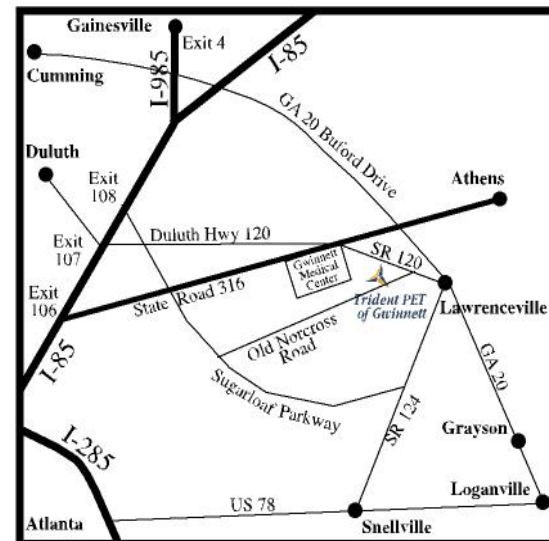 Gainesville
Exit 4
I-85
Cumming
I-985
GA 20 Buford Drive
Duluth
Exit
108
Athens
Duluth Hwy 120
Exit
107
SR 120
Gwinnett
Medical
Center
Exit
106
State Road 316
Trident PET
of Gwinnett
Lawrenceville
Old Norcross
Road
I-85
Sugarloaf Parkway
GA 20
SR 124
I-285
Grayson
Loganville
US 78
Atlanta
Snellville